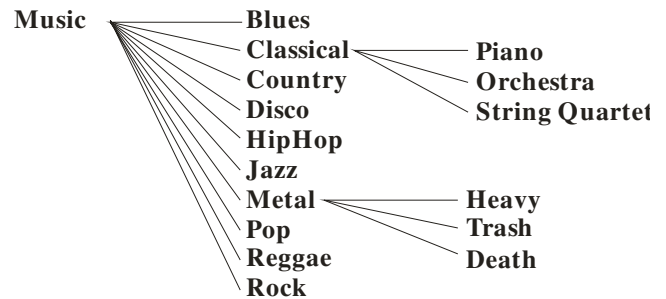 Music
Blues
Classical
Country
Disco
HipHop
Jazz
Metal
Pop
Reggae
Rock
Piano
Orchestra
String Quartet
Heavy
Trash
Death